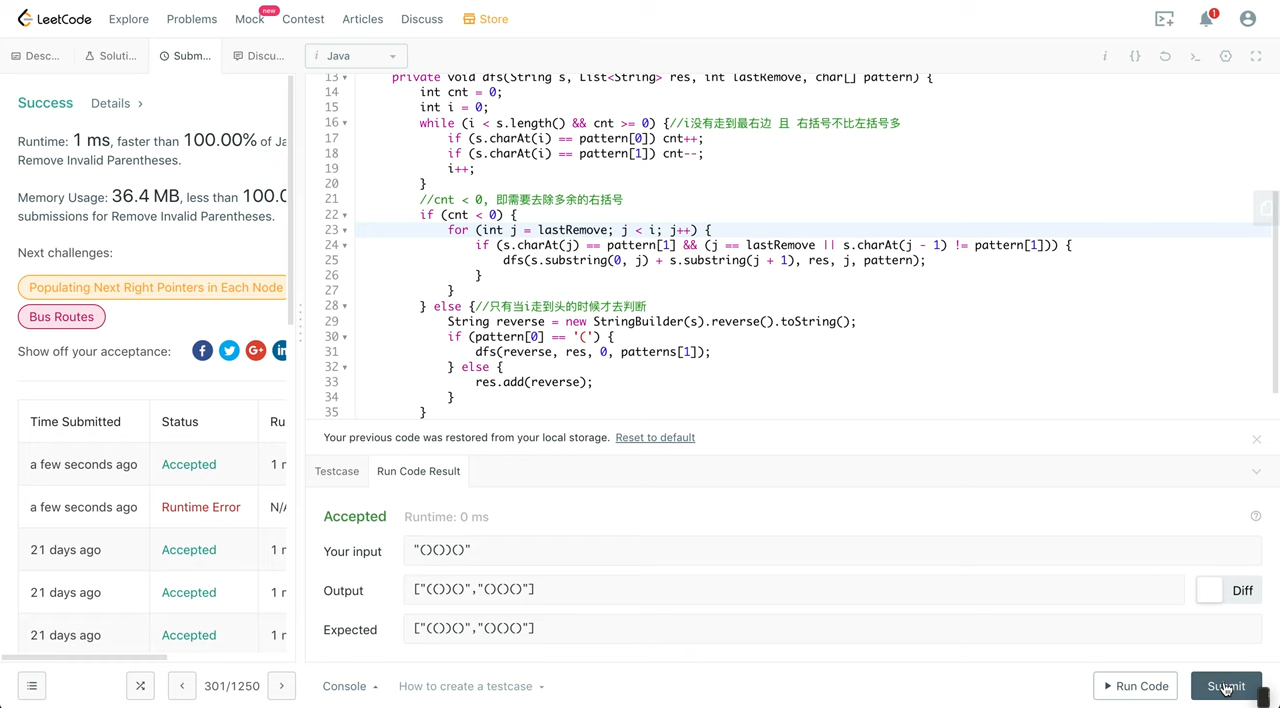 LeetCode Explore Problems Mock new Contest Articles Discuss Store 1
Desc... Soluti... Subm... Discu... i Java
Success Details >
Runtime: 1 ms, faster than 100.00% of Ja
Remove Invalid Parentheses.
Memory Usage: 36.4 MB, less than 100.0
submissions for Remove Invalid Parentheses.
Next challenges:
Populating Next Right Pointers in Each Node
Bus Routes
Show off your acceptance:
Time Submitted Status Ru
a few seconds ago Accepted 1 m
a few seconds ago Runtime Error N/A
21 days ago Accepted 1 m
21 days ago Accepted 1 m
21 days ago Accepted 1 m
13 private void dfs(String s, List<String> res, int lastRemove, char[] pattern) {
14 int cnt = 0;
15 int i = 0;
16 while (i < s.length() && cnt >= 0) {//i没有走到最右边 且 右括号不比左括号多
17 if (s.charAt(i) == pattern[0]) cnt++;
18 if (s.charAt(i) == pattern[1]) cnt--;
19 i++;
20 }
21 //cnt < 0, 即需要去除多余的右括号
22 if (cnt < 0) {
23 for (int j = lastRemove; j < i; j++) {
24 if (s.charAt(j) == pattern[1] && (j == lastRemove || s.charAt(j - 1) != pattern[1])) {
25 dfs(s.substring(0, j) + s.substring(j + 1), res, j, pattern);
26 }
27 }
28 } else {//只有当i走到头的时候才去判断
29 String reverse = new StringBuilder(s).reverse().toString();
30 if (pattern[0] == '(') {
31 dfs(reverse, res, 0, patterns[1]);
32 } else {
33 res.add(reverse);
34 }
35 }
Your previous code was restored from your local storage. Reset to default
Testcase Run Code Result
Accepted Runtime: 0 ms
Your input "()())()"
Output ["(())()","()()()"] Diff
Expected ["(())()","()()()"]
301/1250 Console How to create a testcase Run Code Submit